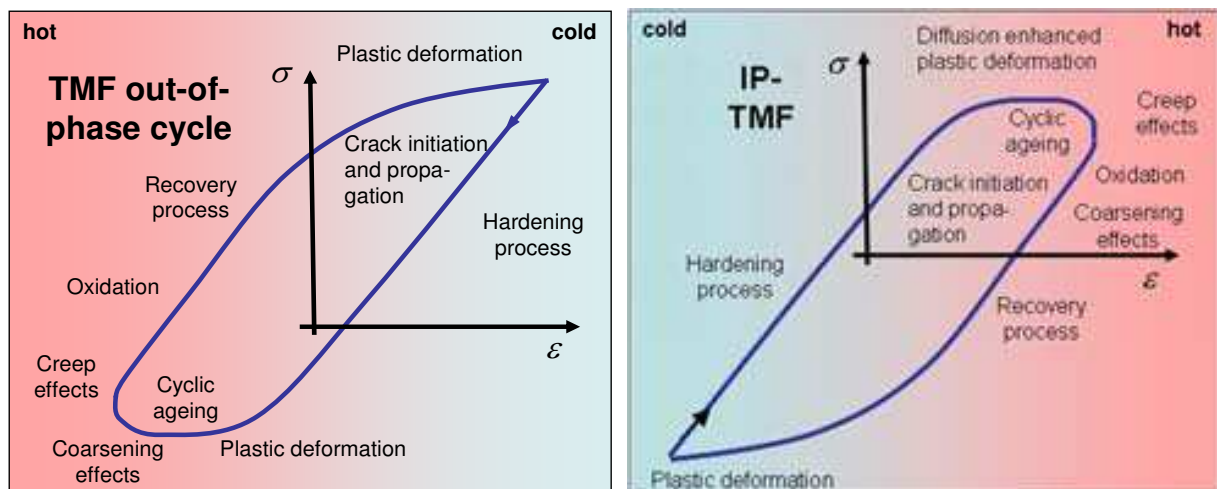 hot
cold
Plastic deformation
σ
TMF out-of-
phase cycle
Crack initiation
and propa-
gation
Recovery
process
Hardening
process
Oxidation
ε
Creep
effects
Cyclic
ageing
Coarsening
effects
Plastic deformation
cold
hot
Diffusion enhanced
plastic deformation
σ
IP-
TMF
Creep
effects
Cyclic
ageing
Oxidation
Crack initiation
and propa-
gation
Coarsening
effects
Hardening
process
ε
Recovery
process
Plastic deformation